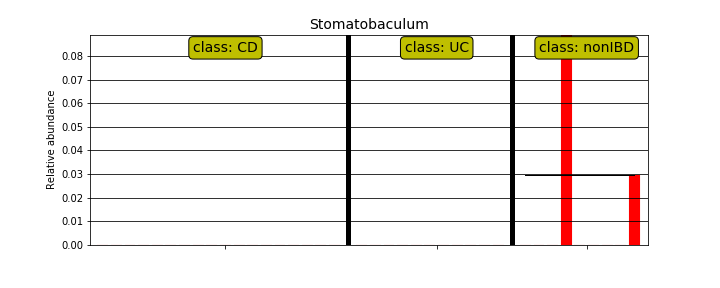 Stomatobaculum
class: CD
class: UC
class: nonIBD
Relative abundance
0.08
0.07
0.06
0.05
0.04
0.03
0.02
0.01
0.00